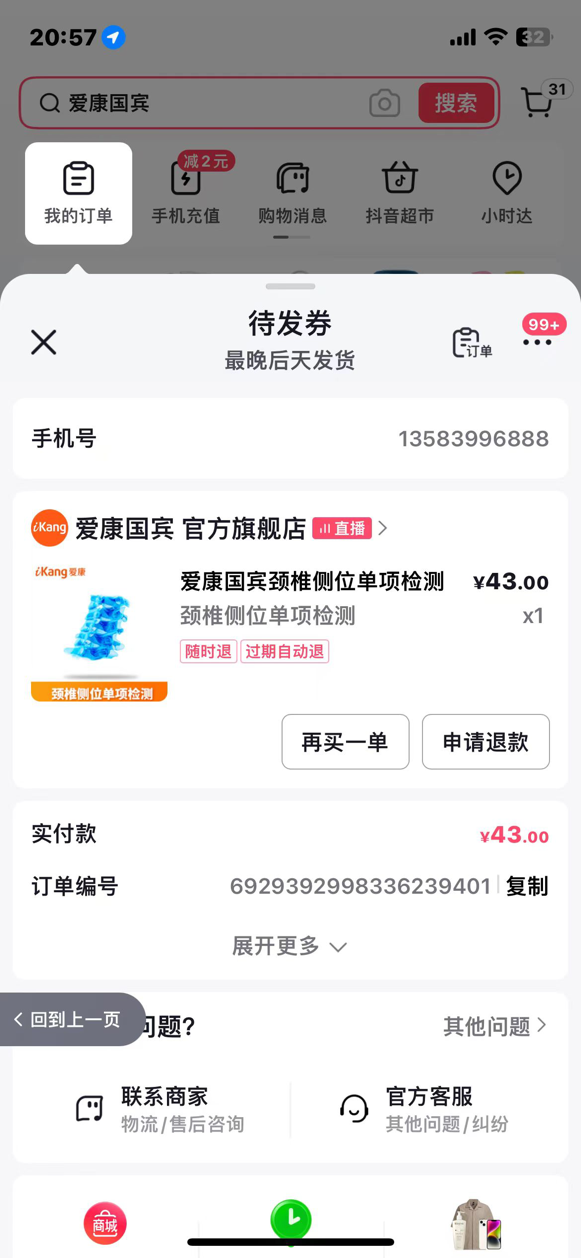 20:57
32
爱康国宾
搜索
31
减2元
我的订单
手机充值
购物消息
抖音超市
小时达
待发券
最晚后天发货
订单
99+
手机号
13583996888
iKang
爱康国宾 官方旗舰店
直播
iKang爱康
颈椎侧位单项检测
爱康国宾颈椎侧位单项检测
¥43.00
颈椎侧位单项检测
x1
随时退
过期自动退
再买一单
申请退款
实付款
¥43.00
订单编号
6929392998336239401
复制
展开更多
回到上一页
问题?
其他问题
联系商家
物流/售后咨询
官方客服
其他问题/纠纷
商城